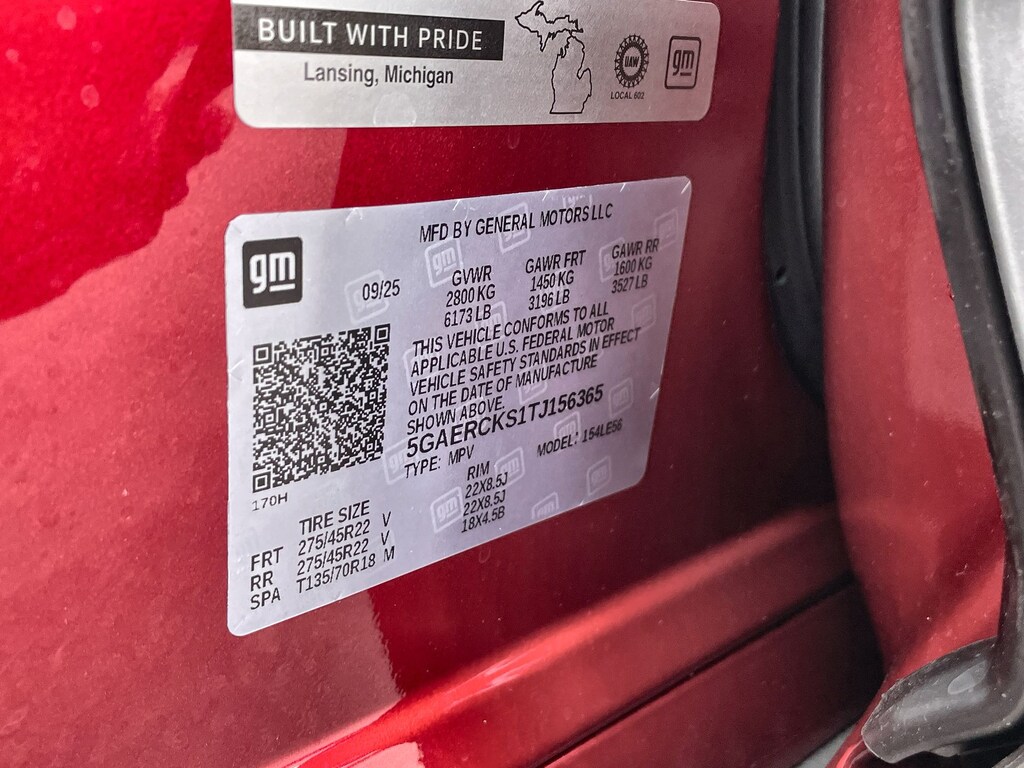 BUILT WITH PRIDE
Lansing, Michigan
UAW
LOCAL 602
gm
MFD BY GENERAL MOTORS LLC
gm
09/25
GVWR GAWR FRT GAWR RR
2800 KG 1450 KG 1600 KG
6173 LB 3196 LB 3527 LB
THIS VEHICLE CONFORMS TO ALL
APPLICABLE U.S. FEDERAL MOTOR
VEHICLE SAFETY STANDARDS IN EFFECT
ON THE DATE OF MANUFACTURE
SHOWN ABOVE.
5GAERCKS1TJ156365
TYPE: MPV MODEL: 154LE56
170H
TIRE SIZE RIM
FRT 275/45R22 V 22X8.5J
RR 275/45R22 V 22X8.5J
SPA T135/70R18 M 18X4.5B